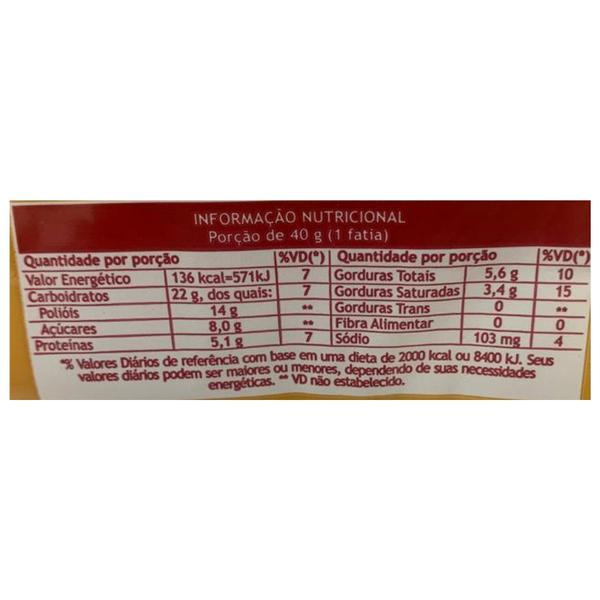 INFORMAÇÃO NUTRICIONAL
Porção de 40 g (1 fatia)
Quantidade por porção %VD(*) Quantidade por porção %VD(*)
Valor Energético 136 kcal=571kJ 7 Gorduras Totais 5,6 g 10
Carboidratos 22 g, dos quais: 7 Gorduras Saturadas 3,4 g 15
Polióis 14 g ** Gorduras Trans 0 **
Açúcares 8,0 g ** Fibra Alimentar 0 0
Proteínas 5,1 g 7 Sódio 103 mg 4
*% Valores Diários de referência com base em uma dieta de 2000 kcal ou 8400 kJ. Seus
valores diários podem ser maiores ou menores, dependendo de suas necessidades
energéticas. ** VD não estabelecido.